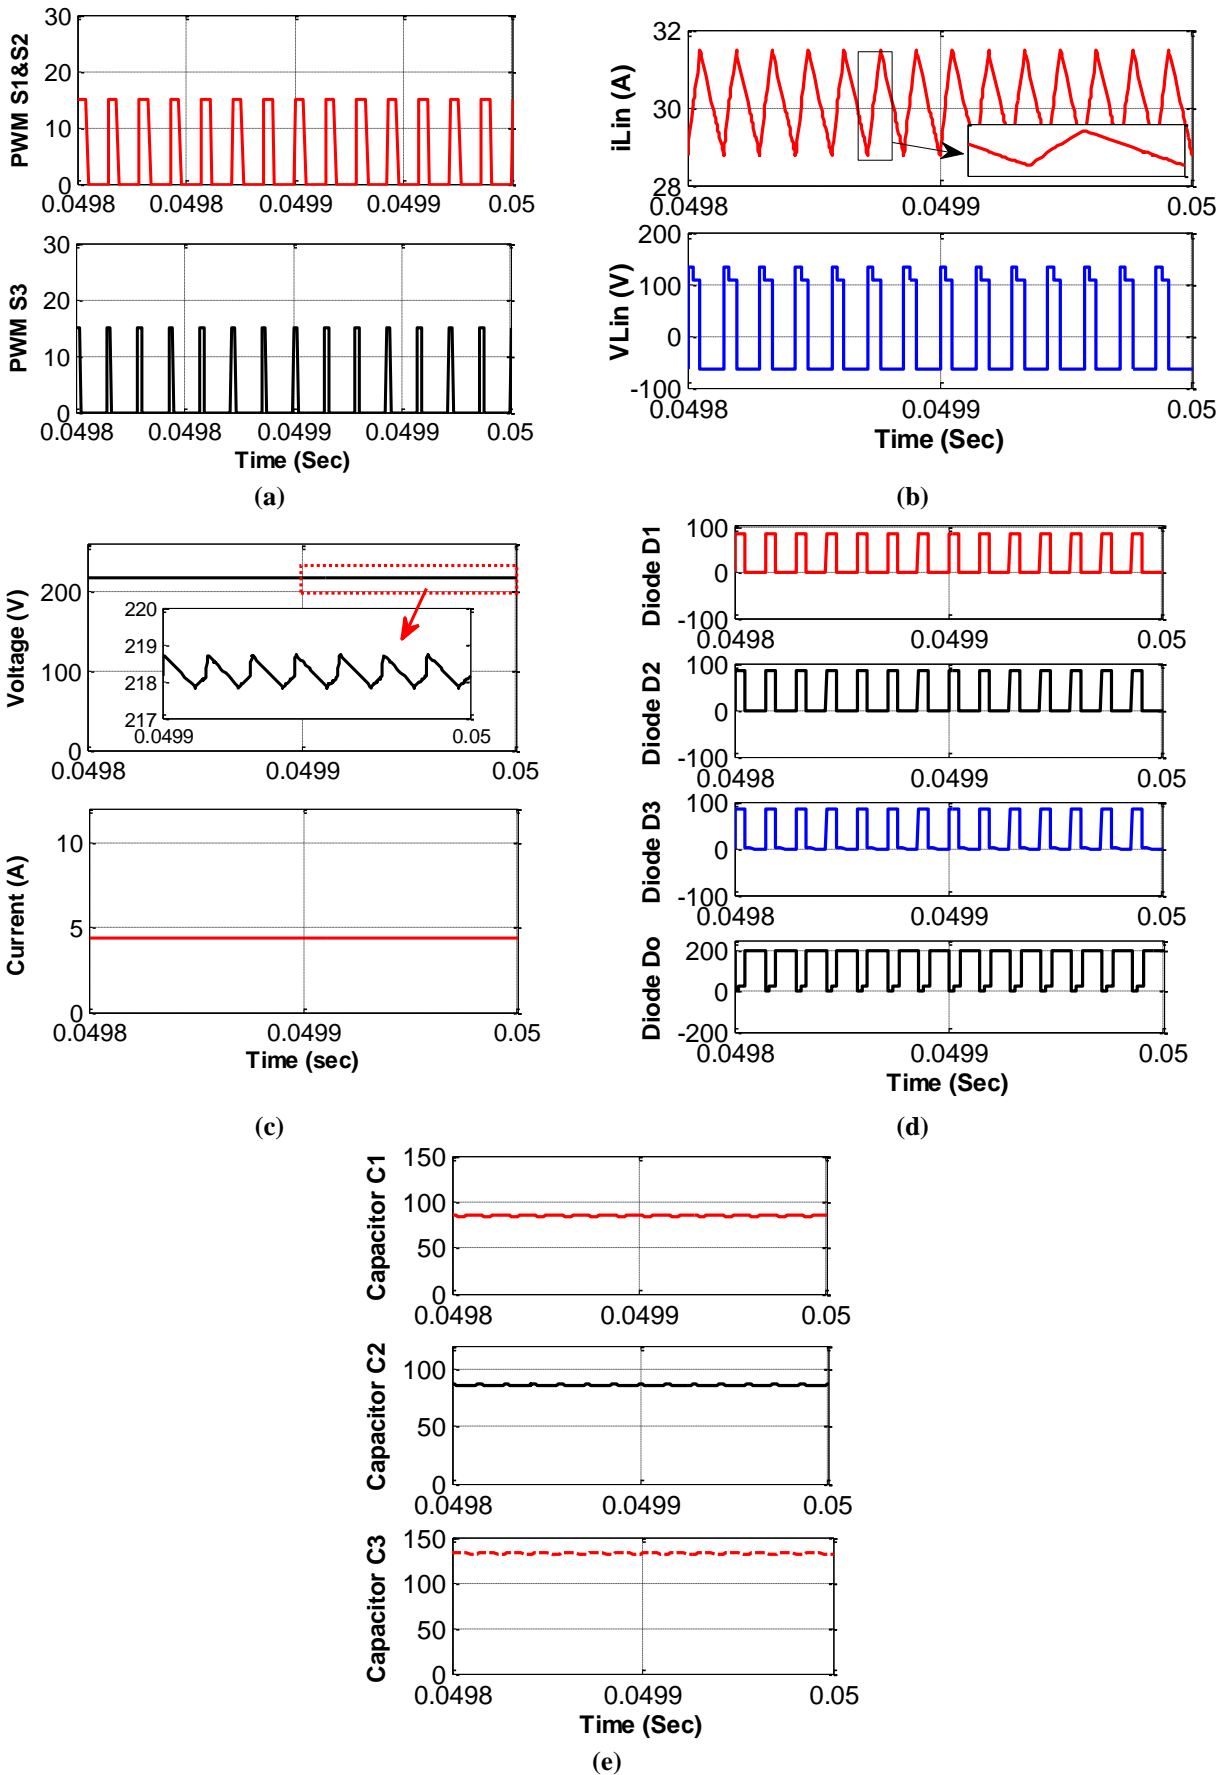 PWM S1&S2
30
20
10
0
0.0498 0.0498 0.0499 0.0499 0.05
PWM S3
30
20
10
0
0.0498 0.0498 0.0499 0.0499 0.05
Time (Sec)
(a)
iLin (A)
32
30
28
0.0498 0.0499 0.05
VLin (V)
200
100
0
-100
0.0498 0.0499 0.05
Time (Sec)
(b)
Voltage (V)
200
100
0
220
219
218
217
0.0499 0.05
0.0498 0.0499 0.05
Current (A)
10
5
0
0.0498 0.0499 0.05
Time (sec)
(c)
Diode D1
100
0
-100
0.0498 0.0499 0.05
Diode D2
100
0
-100
0.0498 0.0499 0.05
Diode D3
100
0
-100
0.0498 0.0499 0.05
Diode Do
200
0
-200
0.0498 0.0499 0.05
Time (Sec)
(d)
Capacitor C1
150
100
50
0
0.0498 0.0499 0.05
Capacitor C2
100
50
0
0.0498 0.0499 0.05
Capacitor C3
150
100
50
0
0.0498 0.0499 0.05
Time (Sec)
(e)